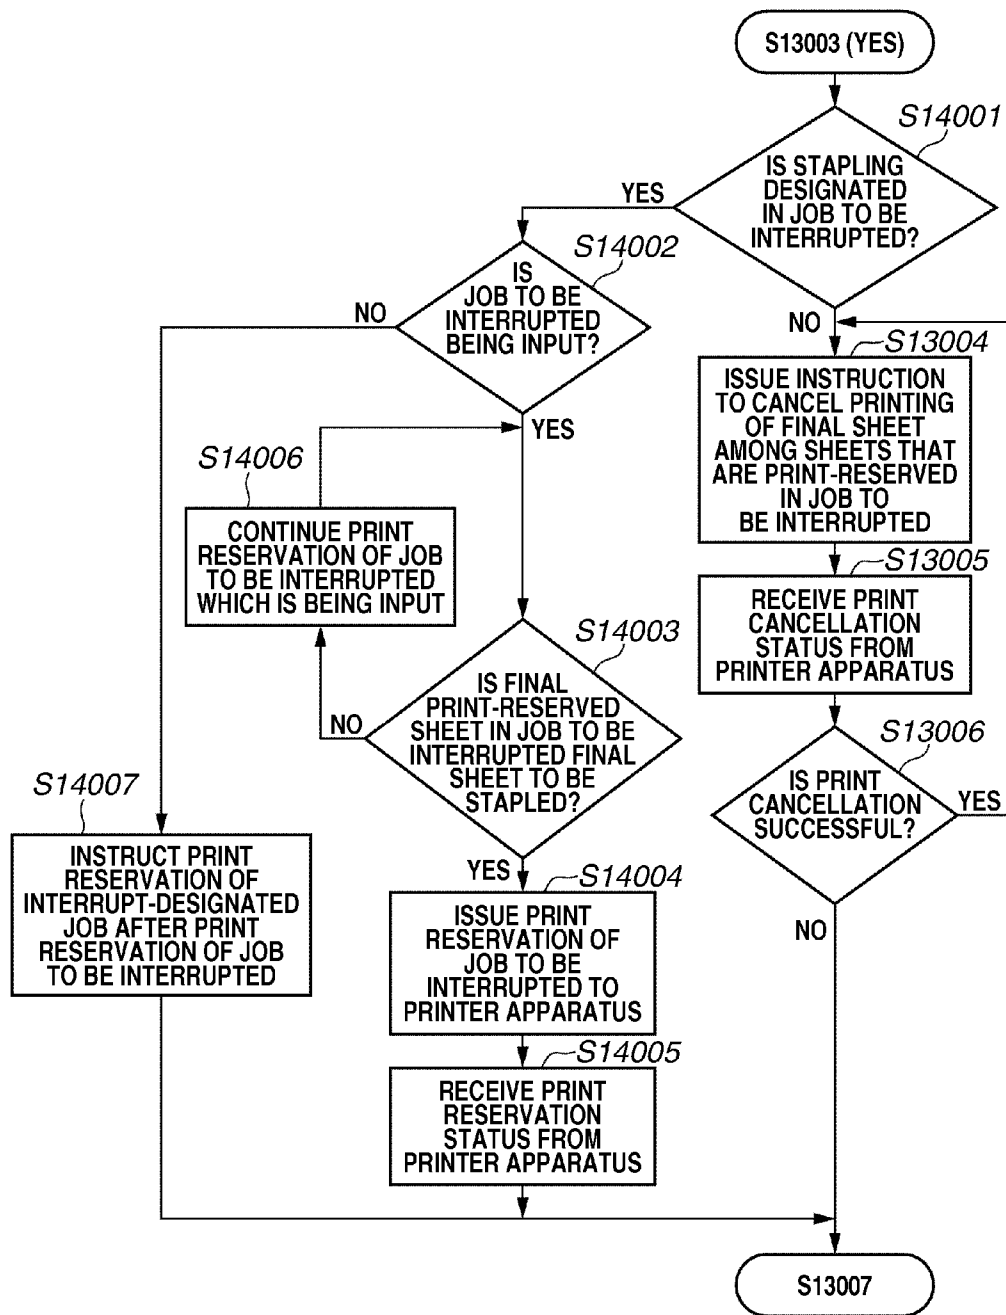 S13003 (YES)
S14001
IS STAPLING
DESIGNATED
IN JOB TO BE
INTERRUPTED?
YES
NO
S14002
IS
JOB TO BE
INTERRUPTED
BEING INPUT?
NO
YES
S13004
ISSUE INSTRUCTION
TO CANCEL PRINTING
OF FINAL SHEET
AMONG SHEETS THAT
ARE PRINT-RESERVED
IN JOB TO
BE INTERRUPTED
S14006
CONTINUE PRINT
RESERVATION OF JOB
TO BE INTERRUPTED
WHICH IS BEING INPUT
S13005
RECEIVE PRINT
CANCELLATION
STATUS FROM
PRINTER APPARATUS
S14003
IS FINAL
PRINT-RESERVED
SHEET IN JOB TO BE
INTERRUPTED FINAL
SHEET TO BE
STAPLED?
NO
YES
S13006
IS PRINT
CANCELLATION
SUCCESSFUL?
YES
NO
S14007
INSTRUCT PRINT
RESERVATION OF
INTERRUPT-DESIGNATED
JOB AFTER PRINT
RESERVATION OF JOB
TO BE INTERRUPTED
S14004
ISSUE PRINT
RESERVATION OF
JOB TO BE
INTERRUPTED TO
PRINTER APPARATUS
S14005
RECEIVE PRINT
RESERVATION
STATUS FROM
PRINTER APPARATUS
S13007